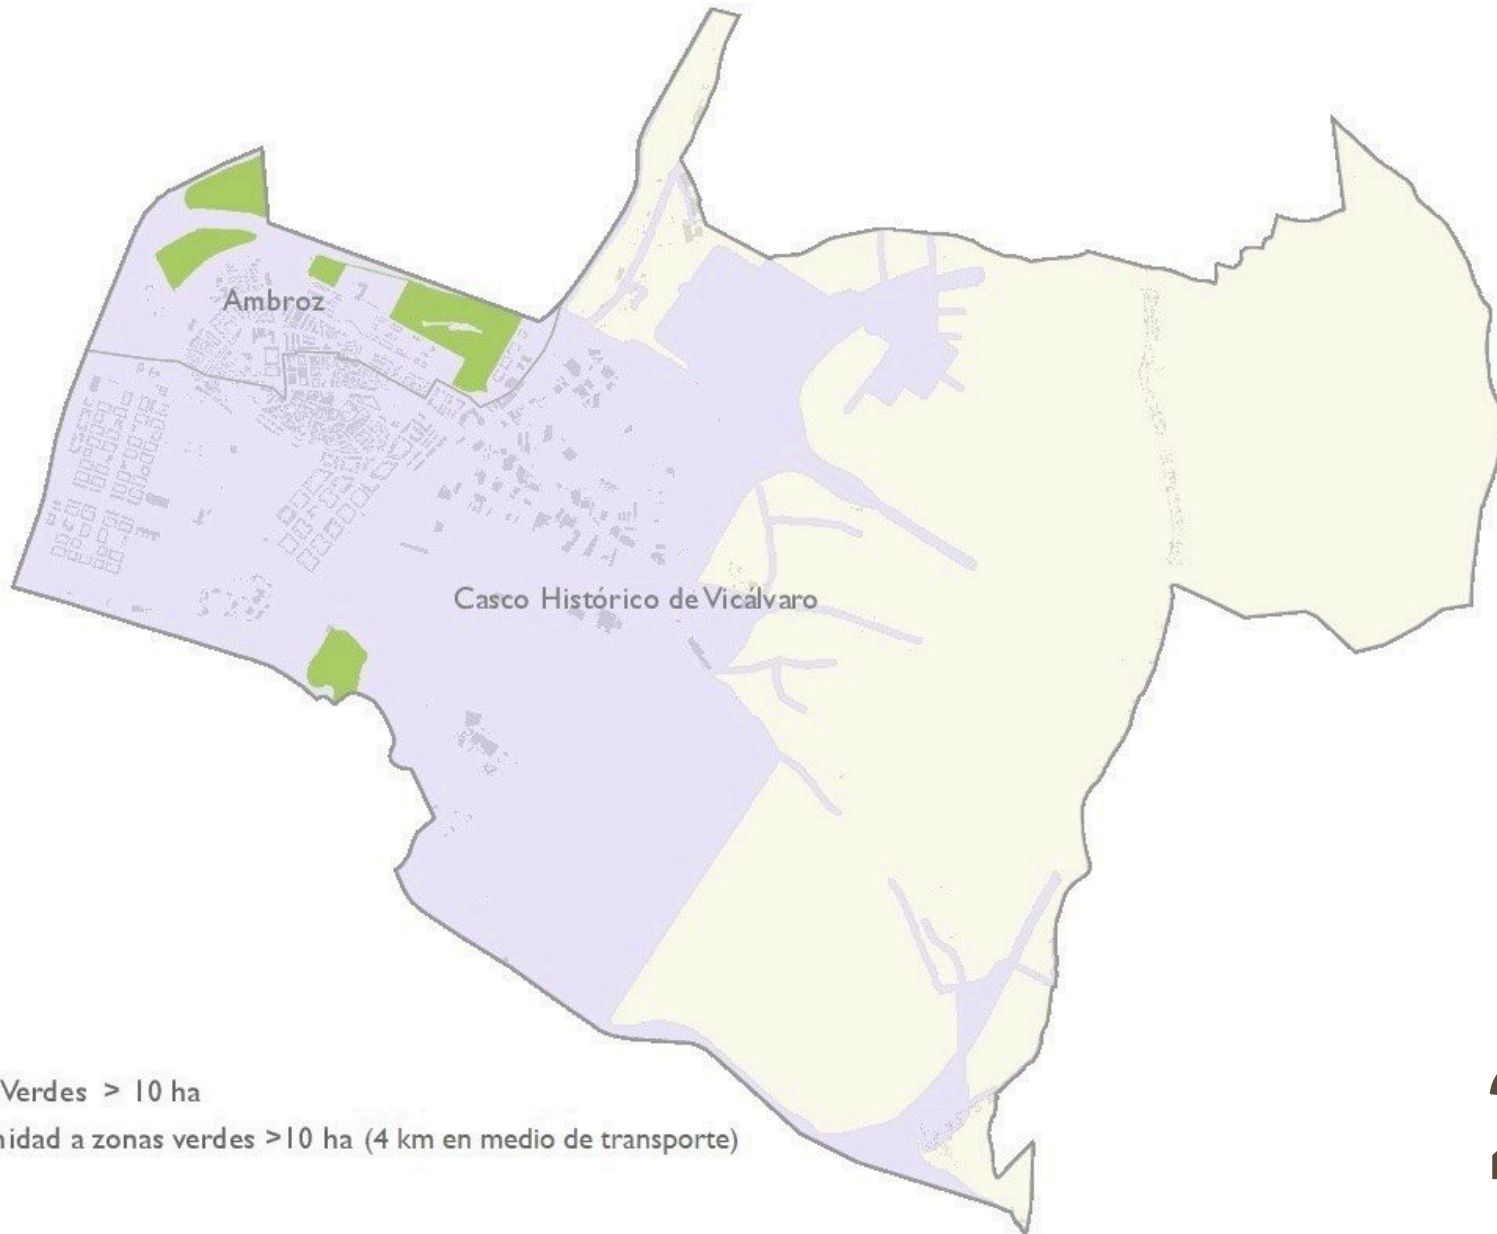 Ambroz
Casco Histórico de Vicálvaro
Verdes > 10 ha
nidad a zonas verdes >10 ha (4 km en medio de transporte)